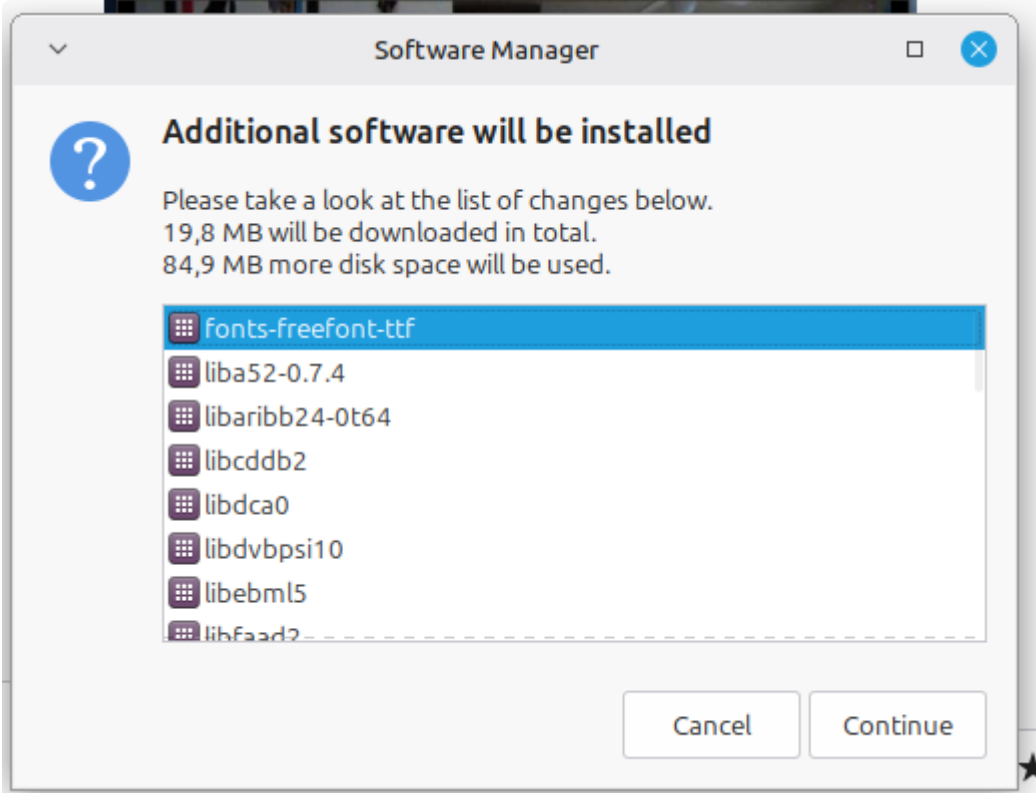 Software Manager
Additional software will be installed
Please take a look at the list of changes below.
19,8 MB will be downloaded in total.
84,9 MB more disk space will be used.
fonts-freefont-ttf
liba52-0.7.4
libaribb24-0t64
libcddb2
libdca0
libdvbpsi10
libebml5
libfaad2
Cancel
Continue